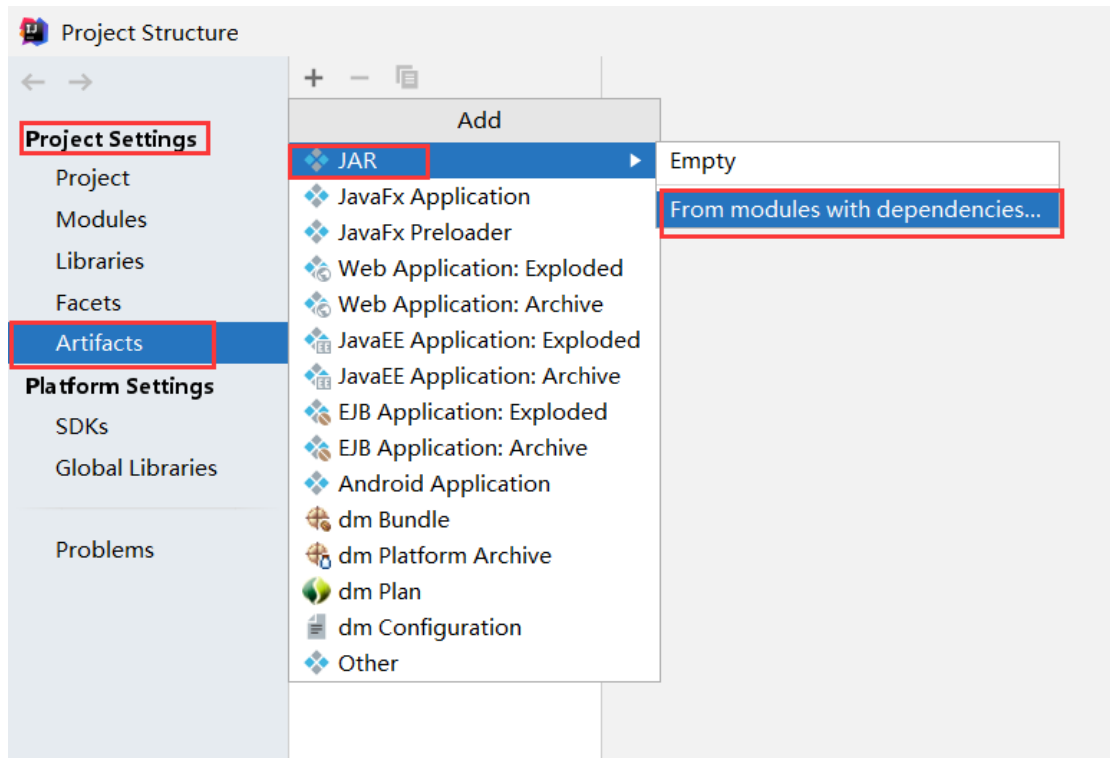 Project Structure
Project Settings
Project
Modules
Libraries
Facets
Artifacts
Platform Settings
SDKs
Global Libraries
Problems
Add
JAR
JavaFx Application
JavaFx Preloader
Web Application: Exploded
Web Application: Archive
JavaEE Application: Exploded
JavaEE Application: Archive
EJB Application: Exploded
EJB Application: Archive
Android Application
dm Bundle
dm Platform Archive
dm Plan
dm Configuration
Other
Empty
From modules with dependencies...